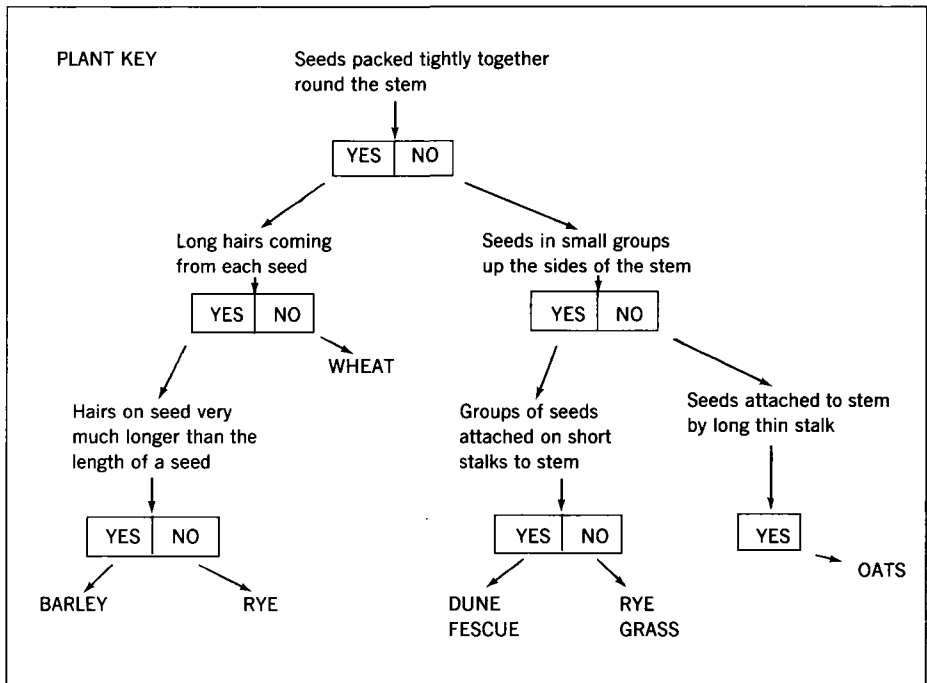 PLANT KEY
Seeds packed tightly together
round the stem
YES NO
Long hairs coming
from each seed
YES NO
WHEAT
Hairs on seed very
much longer than the
length of a seed
YES NO
BARLEY
RYE
Seeds in small groups
up the sides of the stem
YES NO
Groups of seeds
attached on short
stalks to stem
YES NO
DUNE
FESCUE
RYE
GRASS
Seeds attached to stem
by long thin stalk
YES
OATS